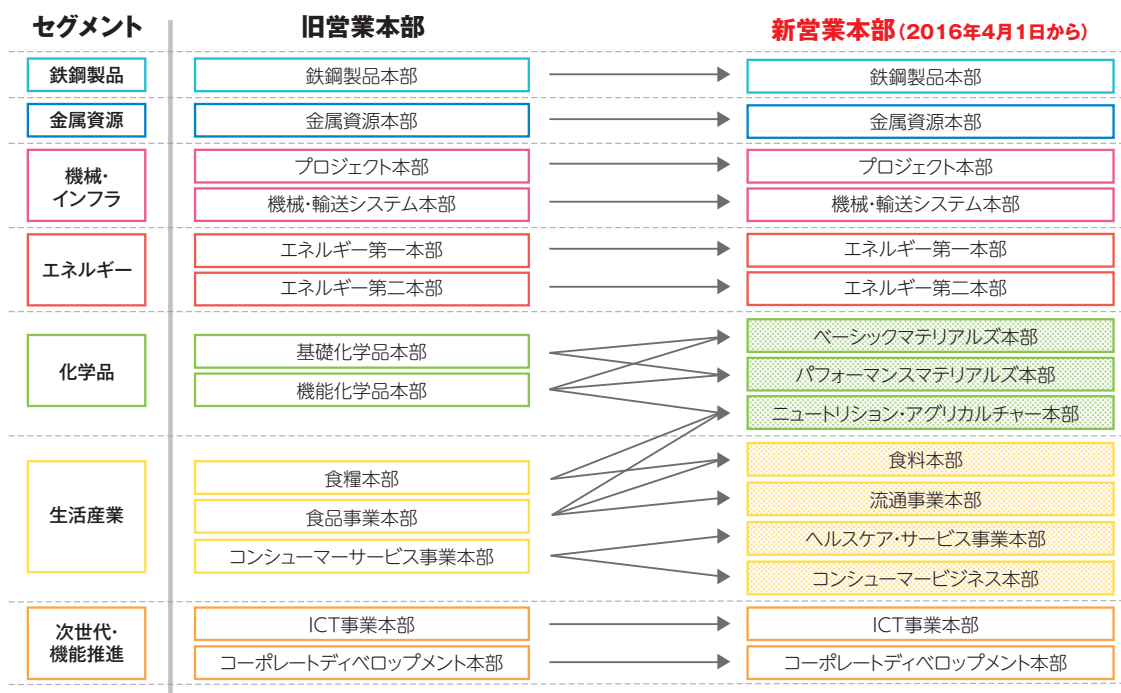 セグメント 旧営業本部 新営業本部(2016年4月1日から)
鉄鋼製品 鉄鋼製品本部 鉄鋼製品本部
金属資源 金属資源本部 金属資源本部
機械・
インフラ
プロジェクト本部 プロジェクト本部
機械・輸送システム本部 機械・輸送システム本部
エネルギー
エネルギー第一本部 エネルギー第一本部
エネルギー第二本部 エネルギー第二本部
化学品
基礎化学品本部
機能化学品本部
ベーシックマテリアルズ本部
パフォーマンスマテリアルズ本部
ニュートリション・アグリカルチャー本部
生活産業
食糧本部
食品事業本部
コンシューマーサービス事業本部
食料本部
流通事業本部
ヘルスケア・サービス事業本部
コンシューマービジネス本部
次世代・
機能推進
ICT事業本部 ICT事業本部
コーポレートディベロップメント本部 コーポレートディベロップメント本部